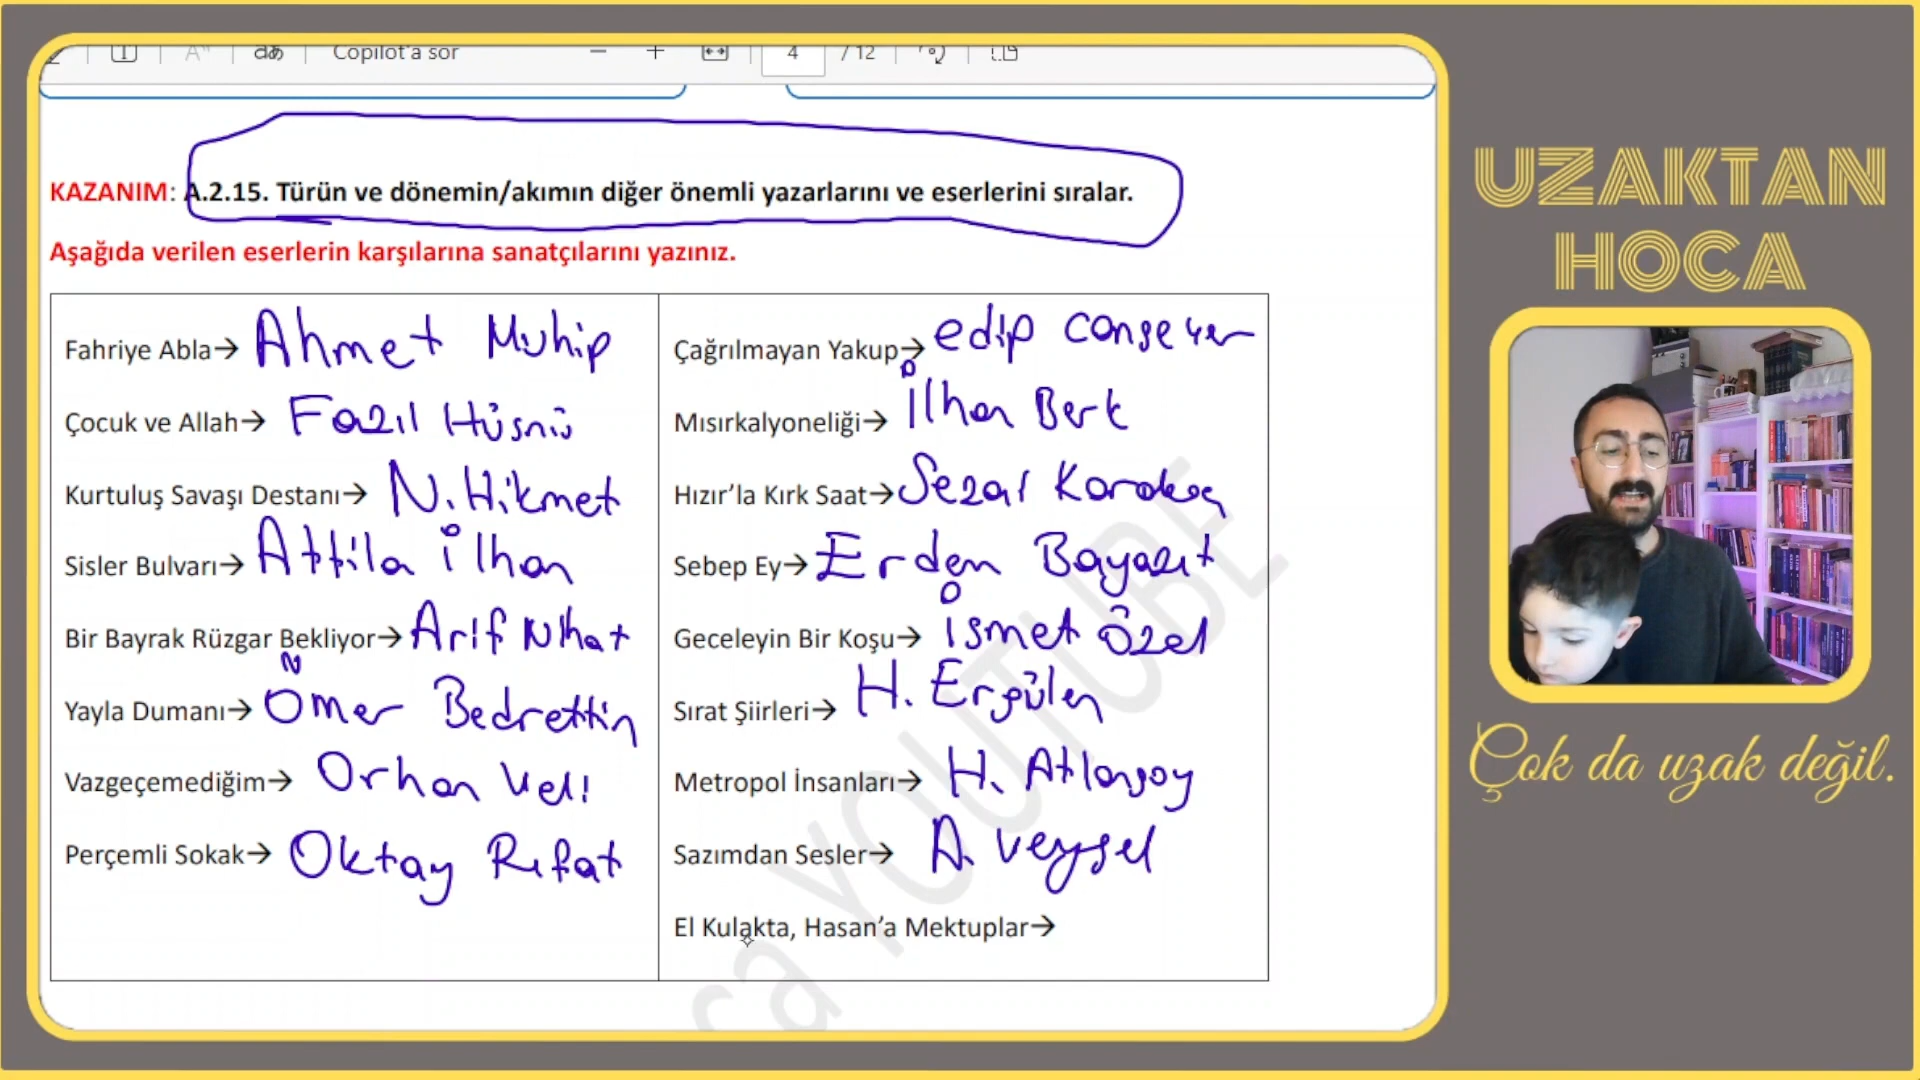 Copilot'a sor
4 / 12
KAZANIM: A.2.15. Türün ve dönemin/akımın diğer önemli yazarlarını ve eserlerini sıralar.
Aşağıda verilen eserlerin karşılarına sanatçılarını yazınız.
Fahriye Abla→ Ahmet Muhip
Çocuk ve Allah→ Fazıl Hüsnü
Kurtuluş Savaşı Destanı→ N. Hikmet
Sisler Bulvarı→ Attila İlhan
Bir Bayrak Rüzgar Bekliyor→ Arif Nihat
Yayla Dumanı→ Ömer Bedrettin
Vazgeçemediğim→ Orhan Veli
Perçemli Sokak→ Oktay Rıfat
Çağrılmayan Yakup→ edip cansever
Mısırkalyoneliği→ İlhan Berk
Hızır'la Kırk Saat→ Sezai Karakoç
Sebep Ey→ Erdem Bayazıt
Geceleyin Bir Koşu→ İsmet Özel
Sırat Şiirleri→ H. Ergülen
Metropol İnsanları→ H. Atlansoy
Sazımdan Sesler→ A. Veysel
El Kulakta, Hasan'a Mektuplar→
ca YOUTUBE
UZAKTAN
HOCA
Çok da uzak değil.